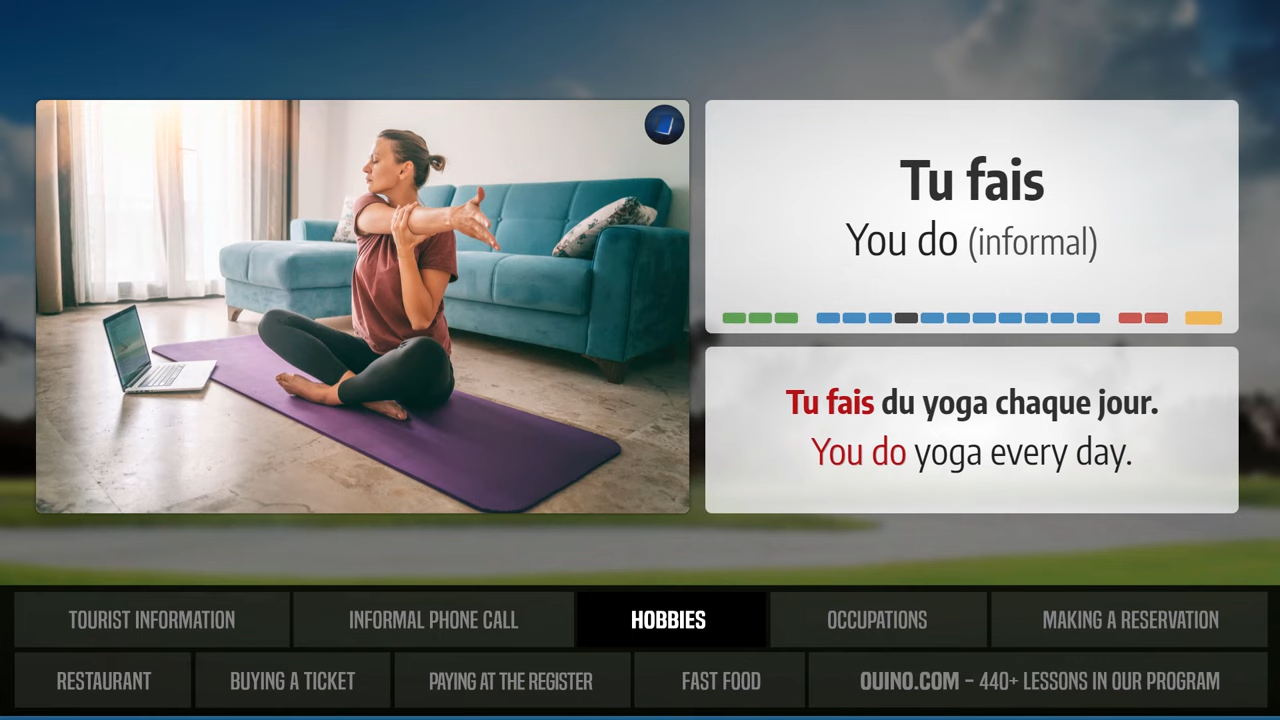 Tu fais
You do (informal)
Tu fais du yoga chaque jour.
You do yoga every day.
TOURIST INFORMATION
INFORMAL PHONE CALL
HOBBIES
OCCUPATIONS
MAKING A RESERVATION
RESTAURANT
BUYING A TICKET
PAYING AT THE REGISTER
FAST FOOD
OUINO.COM - 440+ LESSONS IN OUR PROGRAM